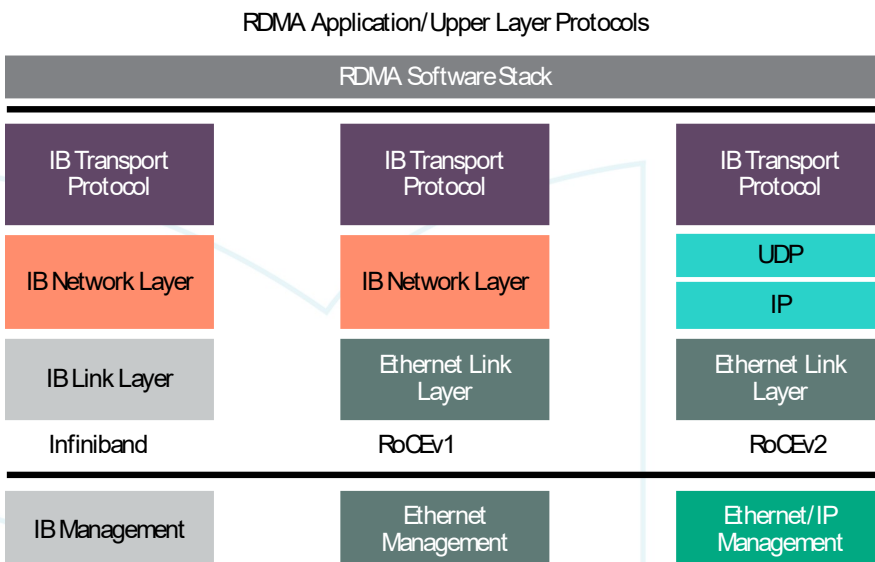 RDMA Application/Upper Layer Protocols
RDMA Software Stack
IB Transport
Protocol
IB Transport
Protocol
IB Transport
Protocol
IB Network Layer
IB Network Layer
UDP
IP
IB Link Layer
Ethernet Link
Layer
Ethernet Link
Layer
Infiniband
RoCEv1
RoCEv2
IB Management
Ethernet
Management
Ethernet/IP
Management